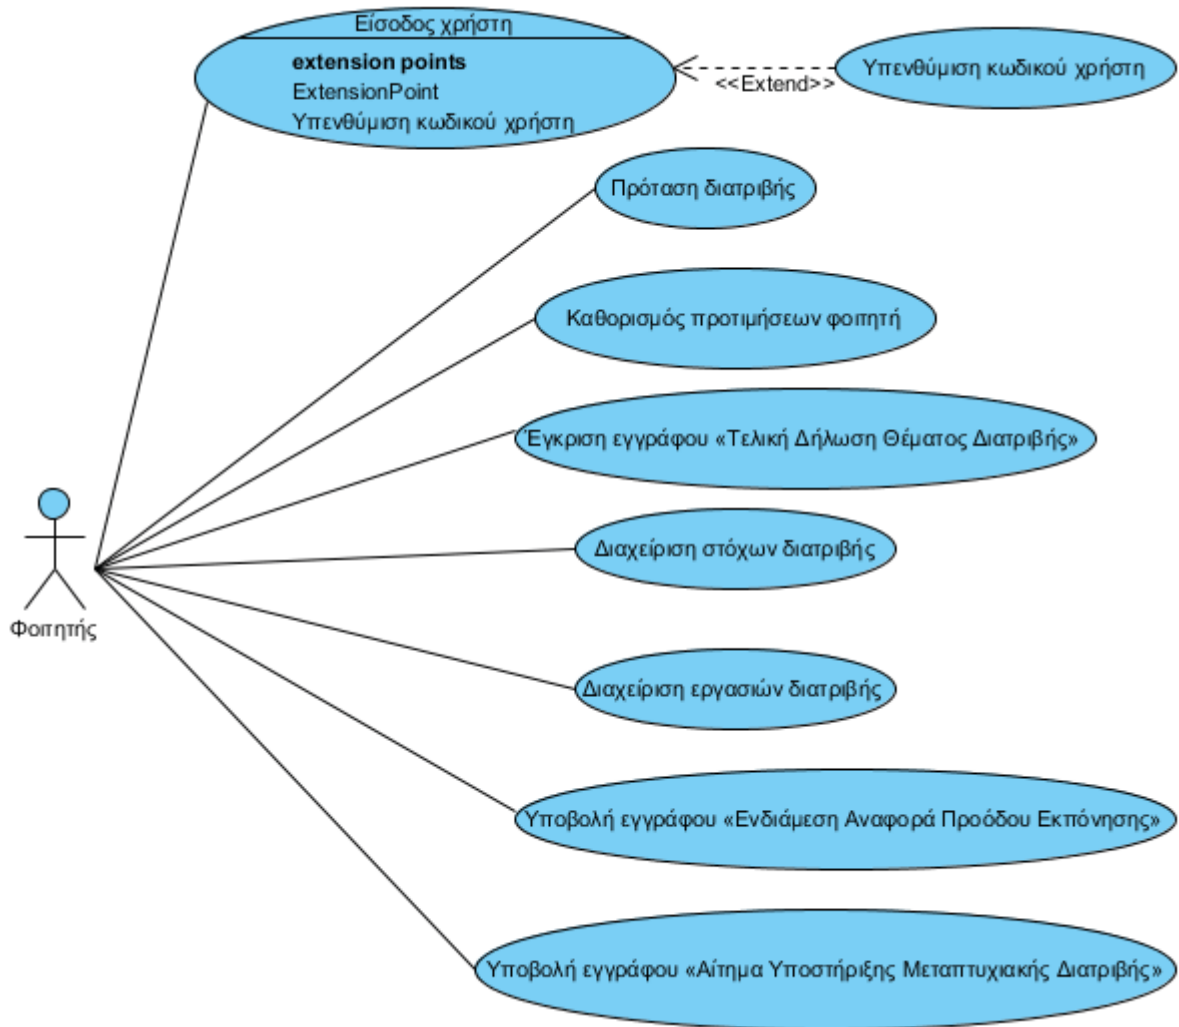 Είσοδος χρήστη
extension points
ExtensionPoint
Υπενθύμιση κωδικού χρήστη
<<Extend>>
Υπενθύμιση κωδικού χρήστη
Πρόταση διατριβής
Καθορισμός προτιμήσεων φοιτητή
Έγκριση εγγράφου «Τελική Δήλωση Θέματος Διατριβής»
Διαχείριση στόχων διατριβής
Φοιτητής
Διαχείριση εργασιών διατριβής
Υποβολή εγγράφου «Ενδιάμεση Αναφορά Προόδου Εκπόνησης»
Υποβολή εγγράφου «Αίτημα Υποστήριξης Μεταπτυχιακής Διατριβής»